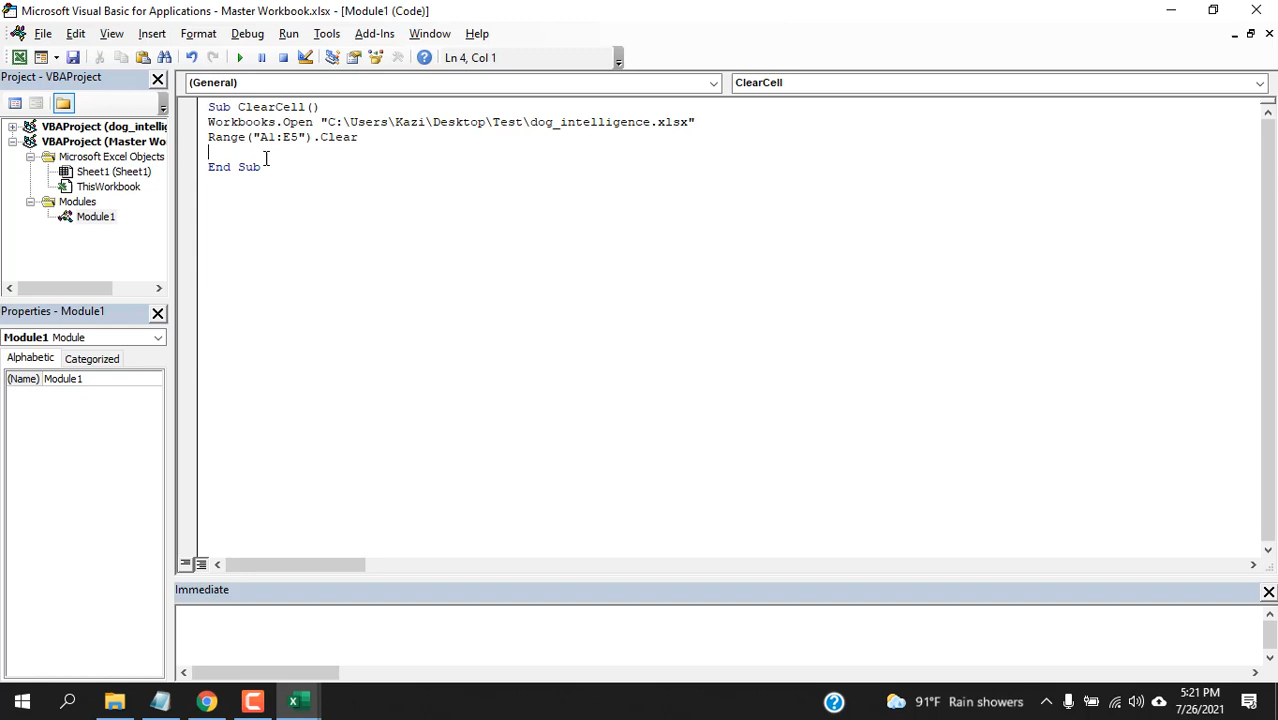 Microsoft Visual Basic for Applications - Master Workbook.xlsx - [Module1 (Code)]
File Edit View Insert Format Debug Run Tools Add-Ins Window Help
Ln 4, Col 1
Project - VBAProject
(General)
ClearCell
VBAProject (dog_intellig
VBAProject (Master Wo
Microsoft Excel Objects
Sheet1 (Sheet1)
ThisWorkbook
Modules
Module1
Sub ClearCell()
Workbooks.Open "C:\Users\Kazi\Desktop\Test\dog_intelligence.xlsx"
Range("A1:E5").Clear
End Sub
Properties - Module1
Module1 Module
Alphabetic Categorized
(Name) Module1
Immediate
91°F Rain showers
5:21 PM
7/26/2021